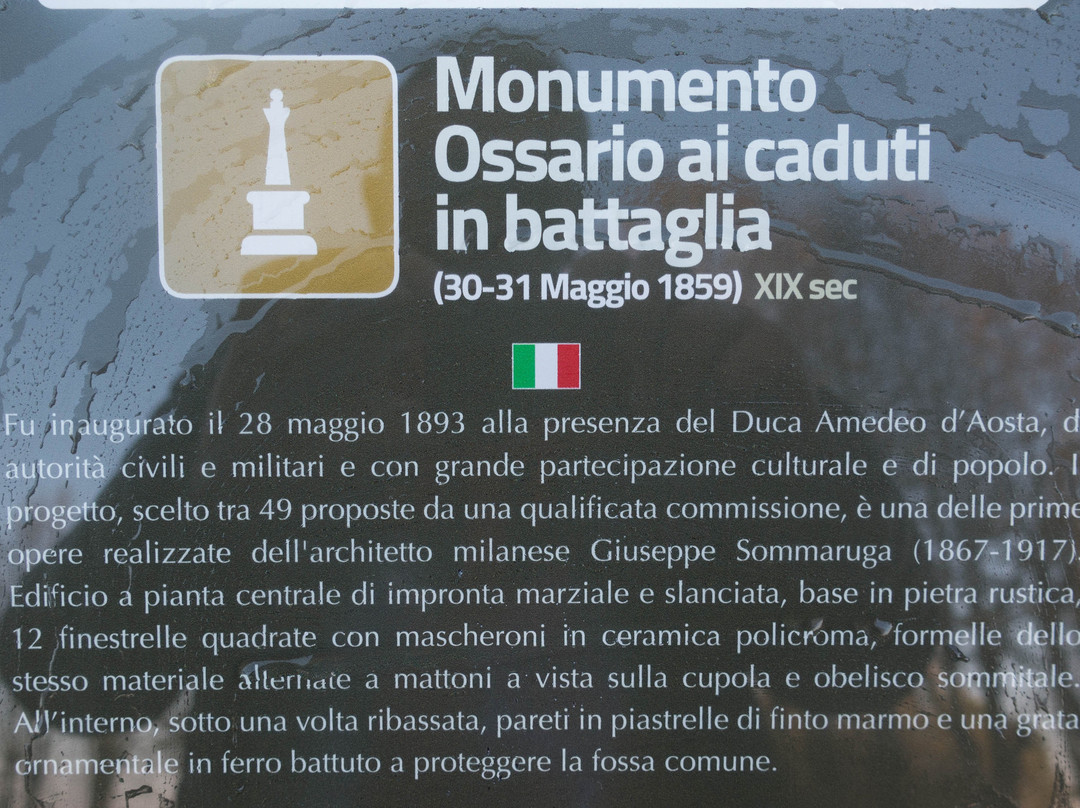 Monumento
Ossario ai caduti
in battaglia
(30-31 Maggio 1859) XIX sec
Fu inaugurato il 28 maggio 1893 alla presenza del Duca Amedeo d'Aosta, d
autorità civili e militari e con grande partecipazione culturale e di popolo. I
progetto, scelto tra 49 proposte da una qualificata commissione, è una delle prime
opere realizzate dell'architetto milanese Giuseppe Sommaruga (1867-1917).
Edificio a pianta centrale di impronta marziale e slanciata, base in pietra rustica,
12 finestrelle quadrate con mascheroni in ceramica policroma, formelle dello
stesso materiale alternate a mattoni a vista sulla cupola e obelisco sommitale.
All'interno, sotto una volta ribassata, pareti in piastrelle di finto marmo e una grata
ornamentale in ferro battuto a proteggere la fossa comune.